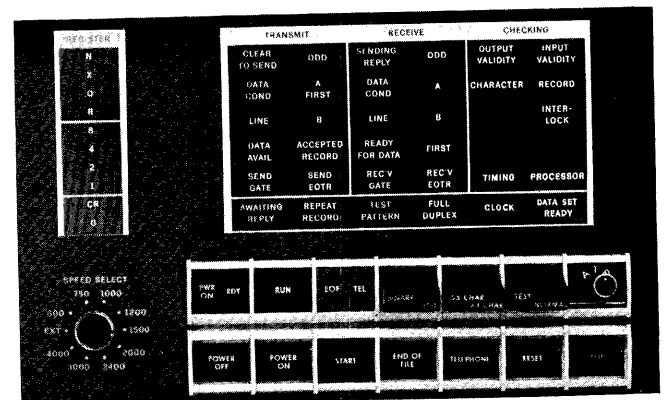 REGISTER
N
X
O
R
8
4
2
1
CR
0
TRANSMIT RECEIVE CHECKING
CLEAR TO SEND ODD SENDING REPLY ODD OUTPUT VALIDITY INPUT VALIDITY
DATA COND A FIRST DATA COND A CHARACTER RECORD
LINE B LINE B INTER-LOCK
DATA AVAIL ACCEPTED RECORD READY FOR DATA FIRST
SEND GATE SEND EOTR REC'V GATE REC'V EOTR TIMING PROCESSOR
AWAITING REPLY REPEAT RECORD TEST PATTERN FULL DUPLEX CLOCK DATA SET READY
SPEED SELECT
750 1000
600 1200
EXT 1500
4000 2000
3000 2400
PWR ON RDY RUN EOF TEL CHAR CHAR TEST NORMAL
POWER OFF POWER ON START END OF FILE TELEPHONE RESET STOP